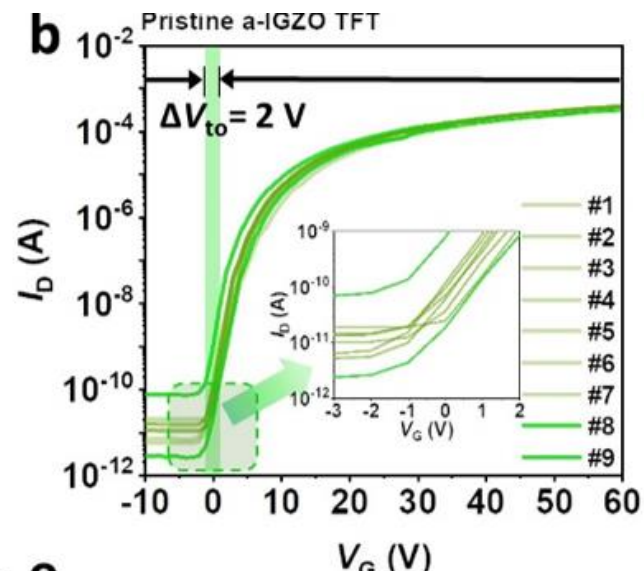 Pristine a-IGZO TFT
b
10⁻²
ΔVto= 2 V
10⁻⁴
10⁻⁶
10⁻⁸
10⁻¹⁰
10⁻¹²
ID (A)
#1
#2
#3
#4
#5
#6
#7
#8
#9
10⁻⁹
10⁻¹⁰
10⁻¹¹
10⁻¹²
ID (A)
-3 -2 -1 0 1 2
VG (V)
-10 0 10 20 30 40 50 60
VG (V)